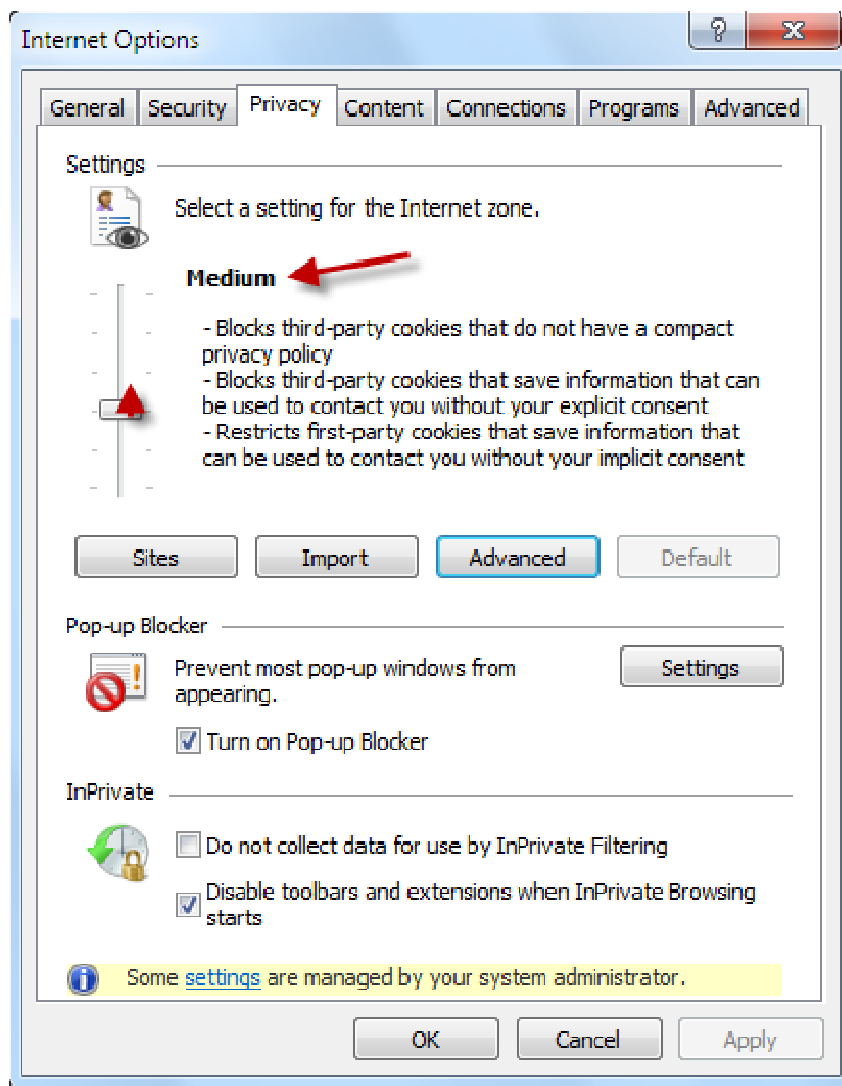 Internet Options
General Security Privacy Content Connections Programs Advanced
Settings
Select a setting for the Internet zone.
Medium
- Blocks third-party cookies that do not have a compact
privacy policy
- Blocks third-party cookies that save information that can
be used to contact you without your explicit consent
- Restricts first-party cookies that save information that
can be used to contact you without your implicit consent
Sites Import Advanced Default
Pop-up Blocker
Prevent most pop-up windows from
appearing.
Settings
Turn on Pop-up Blocker
InPrivate
Do not collect data for use by InPrivate Filtering
Disable toolbars and extensions when InPrivate Browsing
starts
Some settings are managed by your system administrator.
OK Cancel Apply